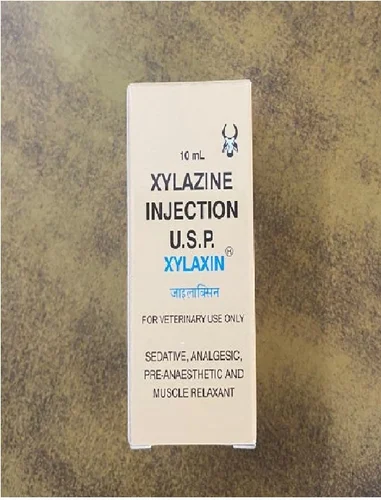 10 mL
XYLAZINE
INJECTION
U.S.P.
XYLAXIN ®
जाइलाक्सिन
FOR VETERINARY USE ONLY
SEDATIVE, ANALGESIC,
PRE-ANAESTHETIC AND
MUSCLE RELAXANT